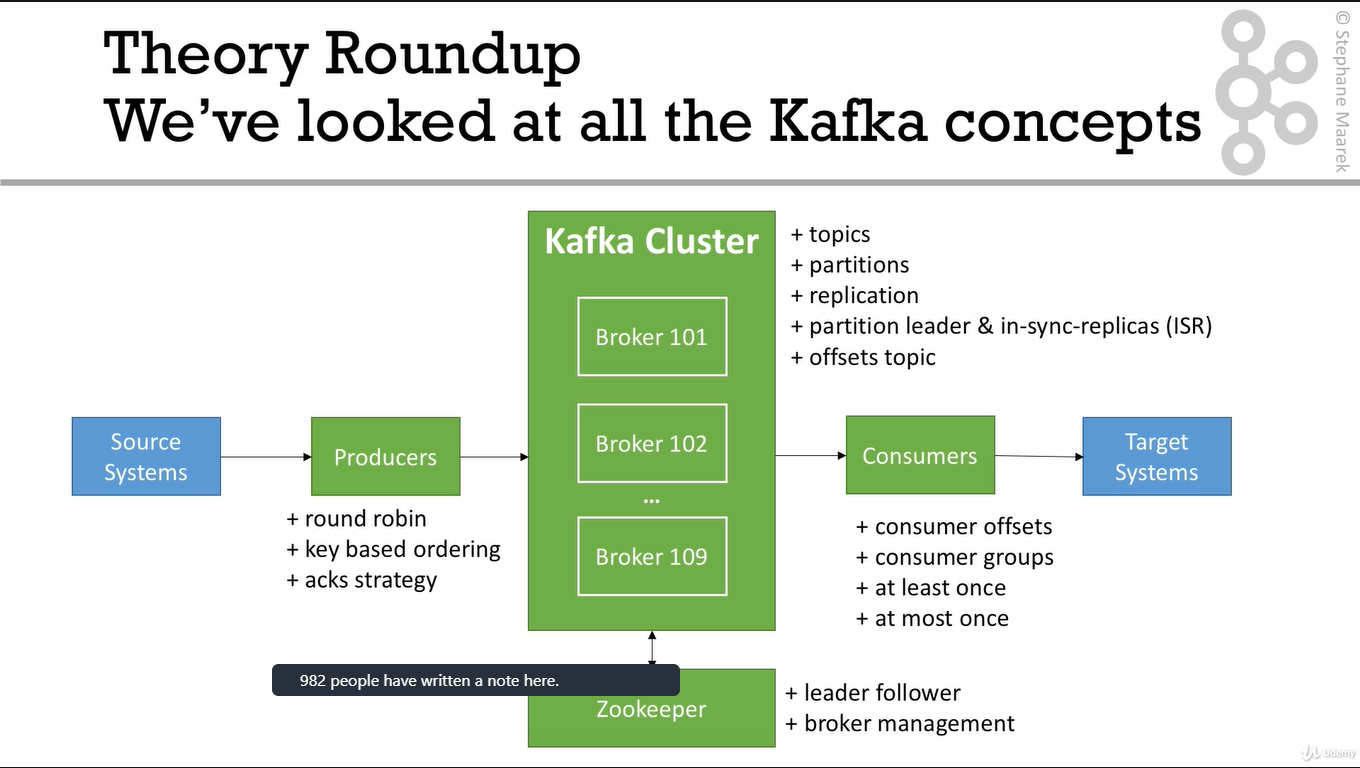 Theory Roundup
We’ve looked at all the Kafka concepts
© Stephane Maarek
Kafka Cluster
Broker 101
Broker 102
...
Broker 109
+ topics
+ partitions
+ replication
+ partition leader & in-sync-replicas (ISR)
+ offsets topic
Source
Systems
Producers
+ round robin
+ key based ordering
+ acks strategy
Consumers
+ consumer offsets
+ consumer groups
+ at least once
+ at most once
Target
Systems
982 people have written a note here.
Zookeeper
+ leader follower
+ broker management
Udemy